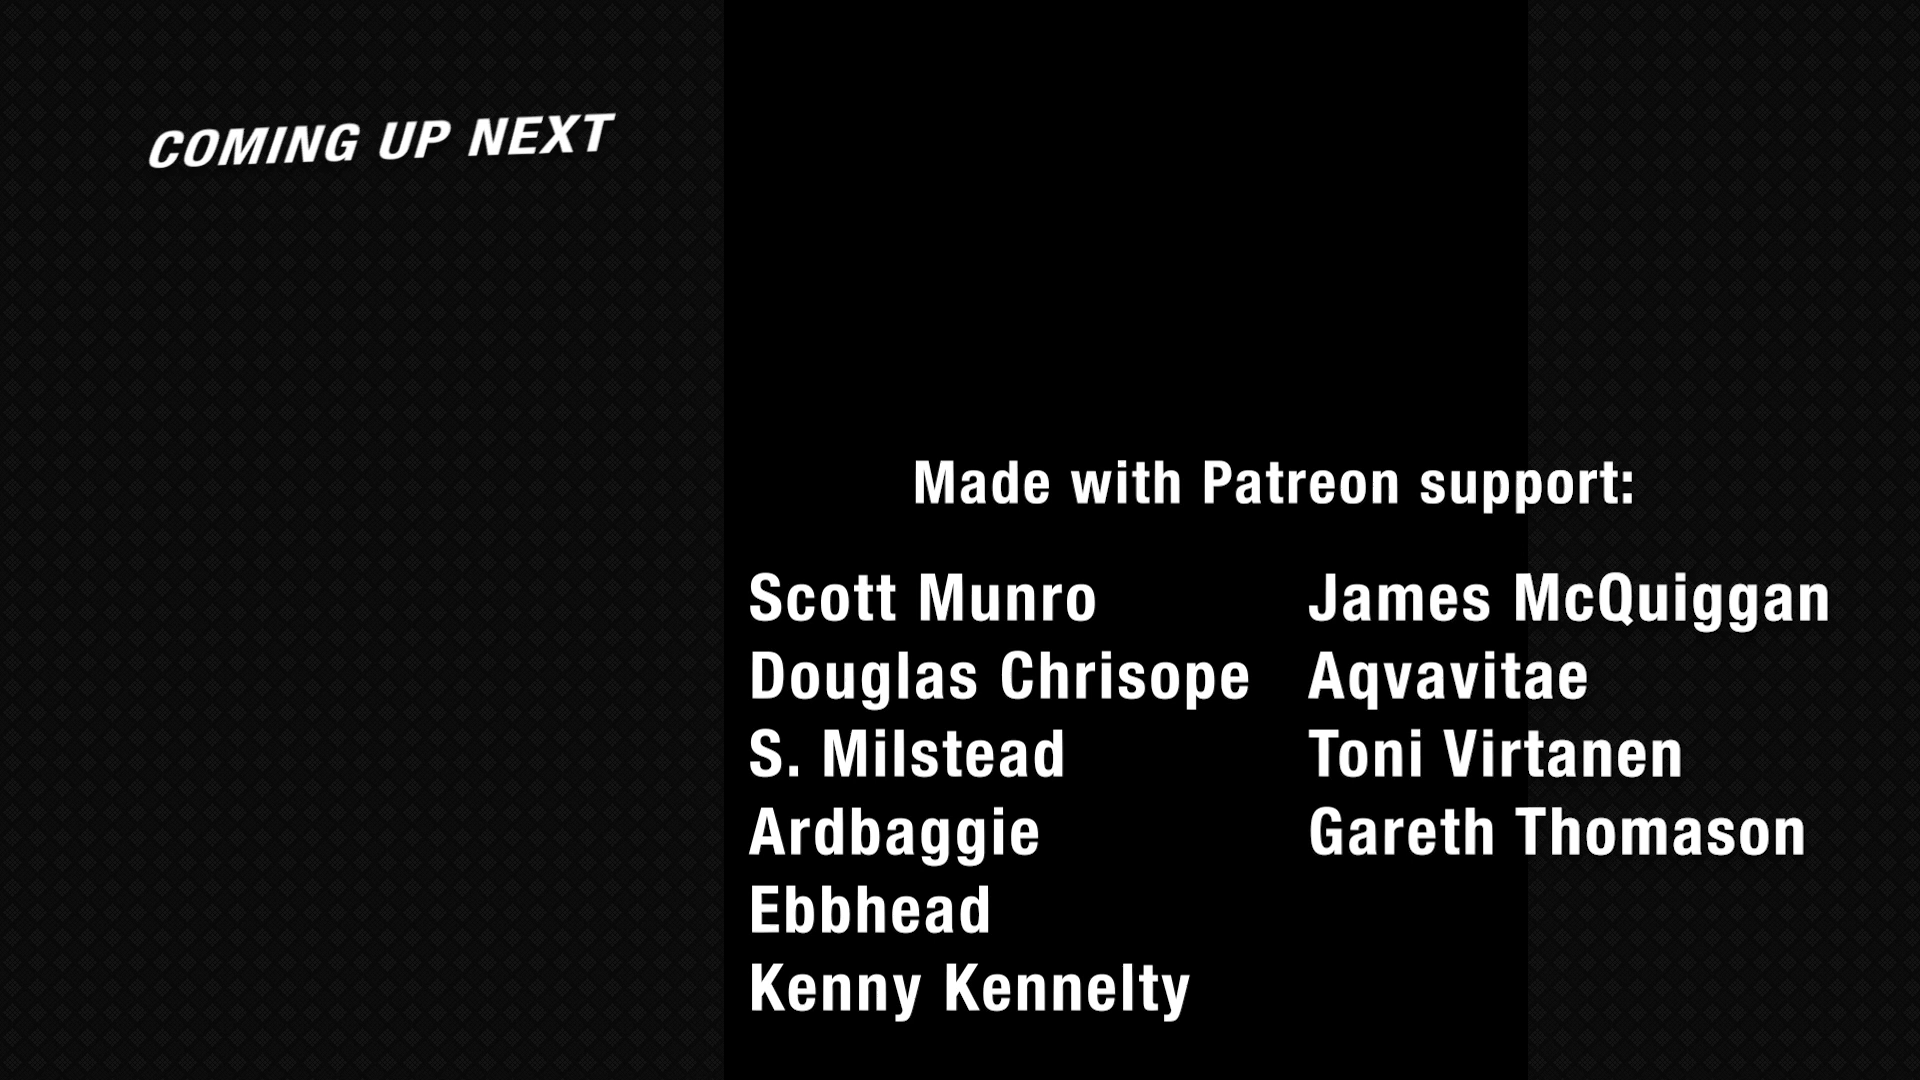 COMING UP NEXT
Made with Patreon support:
Scott Munro
Douglas Chrisope
S. Milstead
Ardbaggie
Ebbhead
Kenny Kennelty
James McQuiggan
Aqvavitae
Toni Virtanen
Gareth Thomason